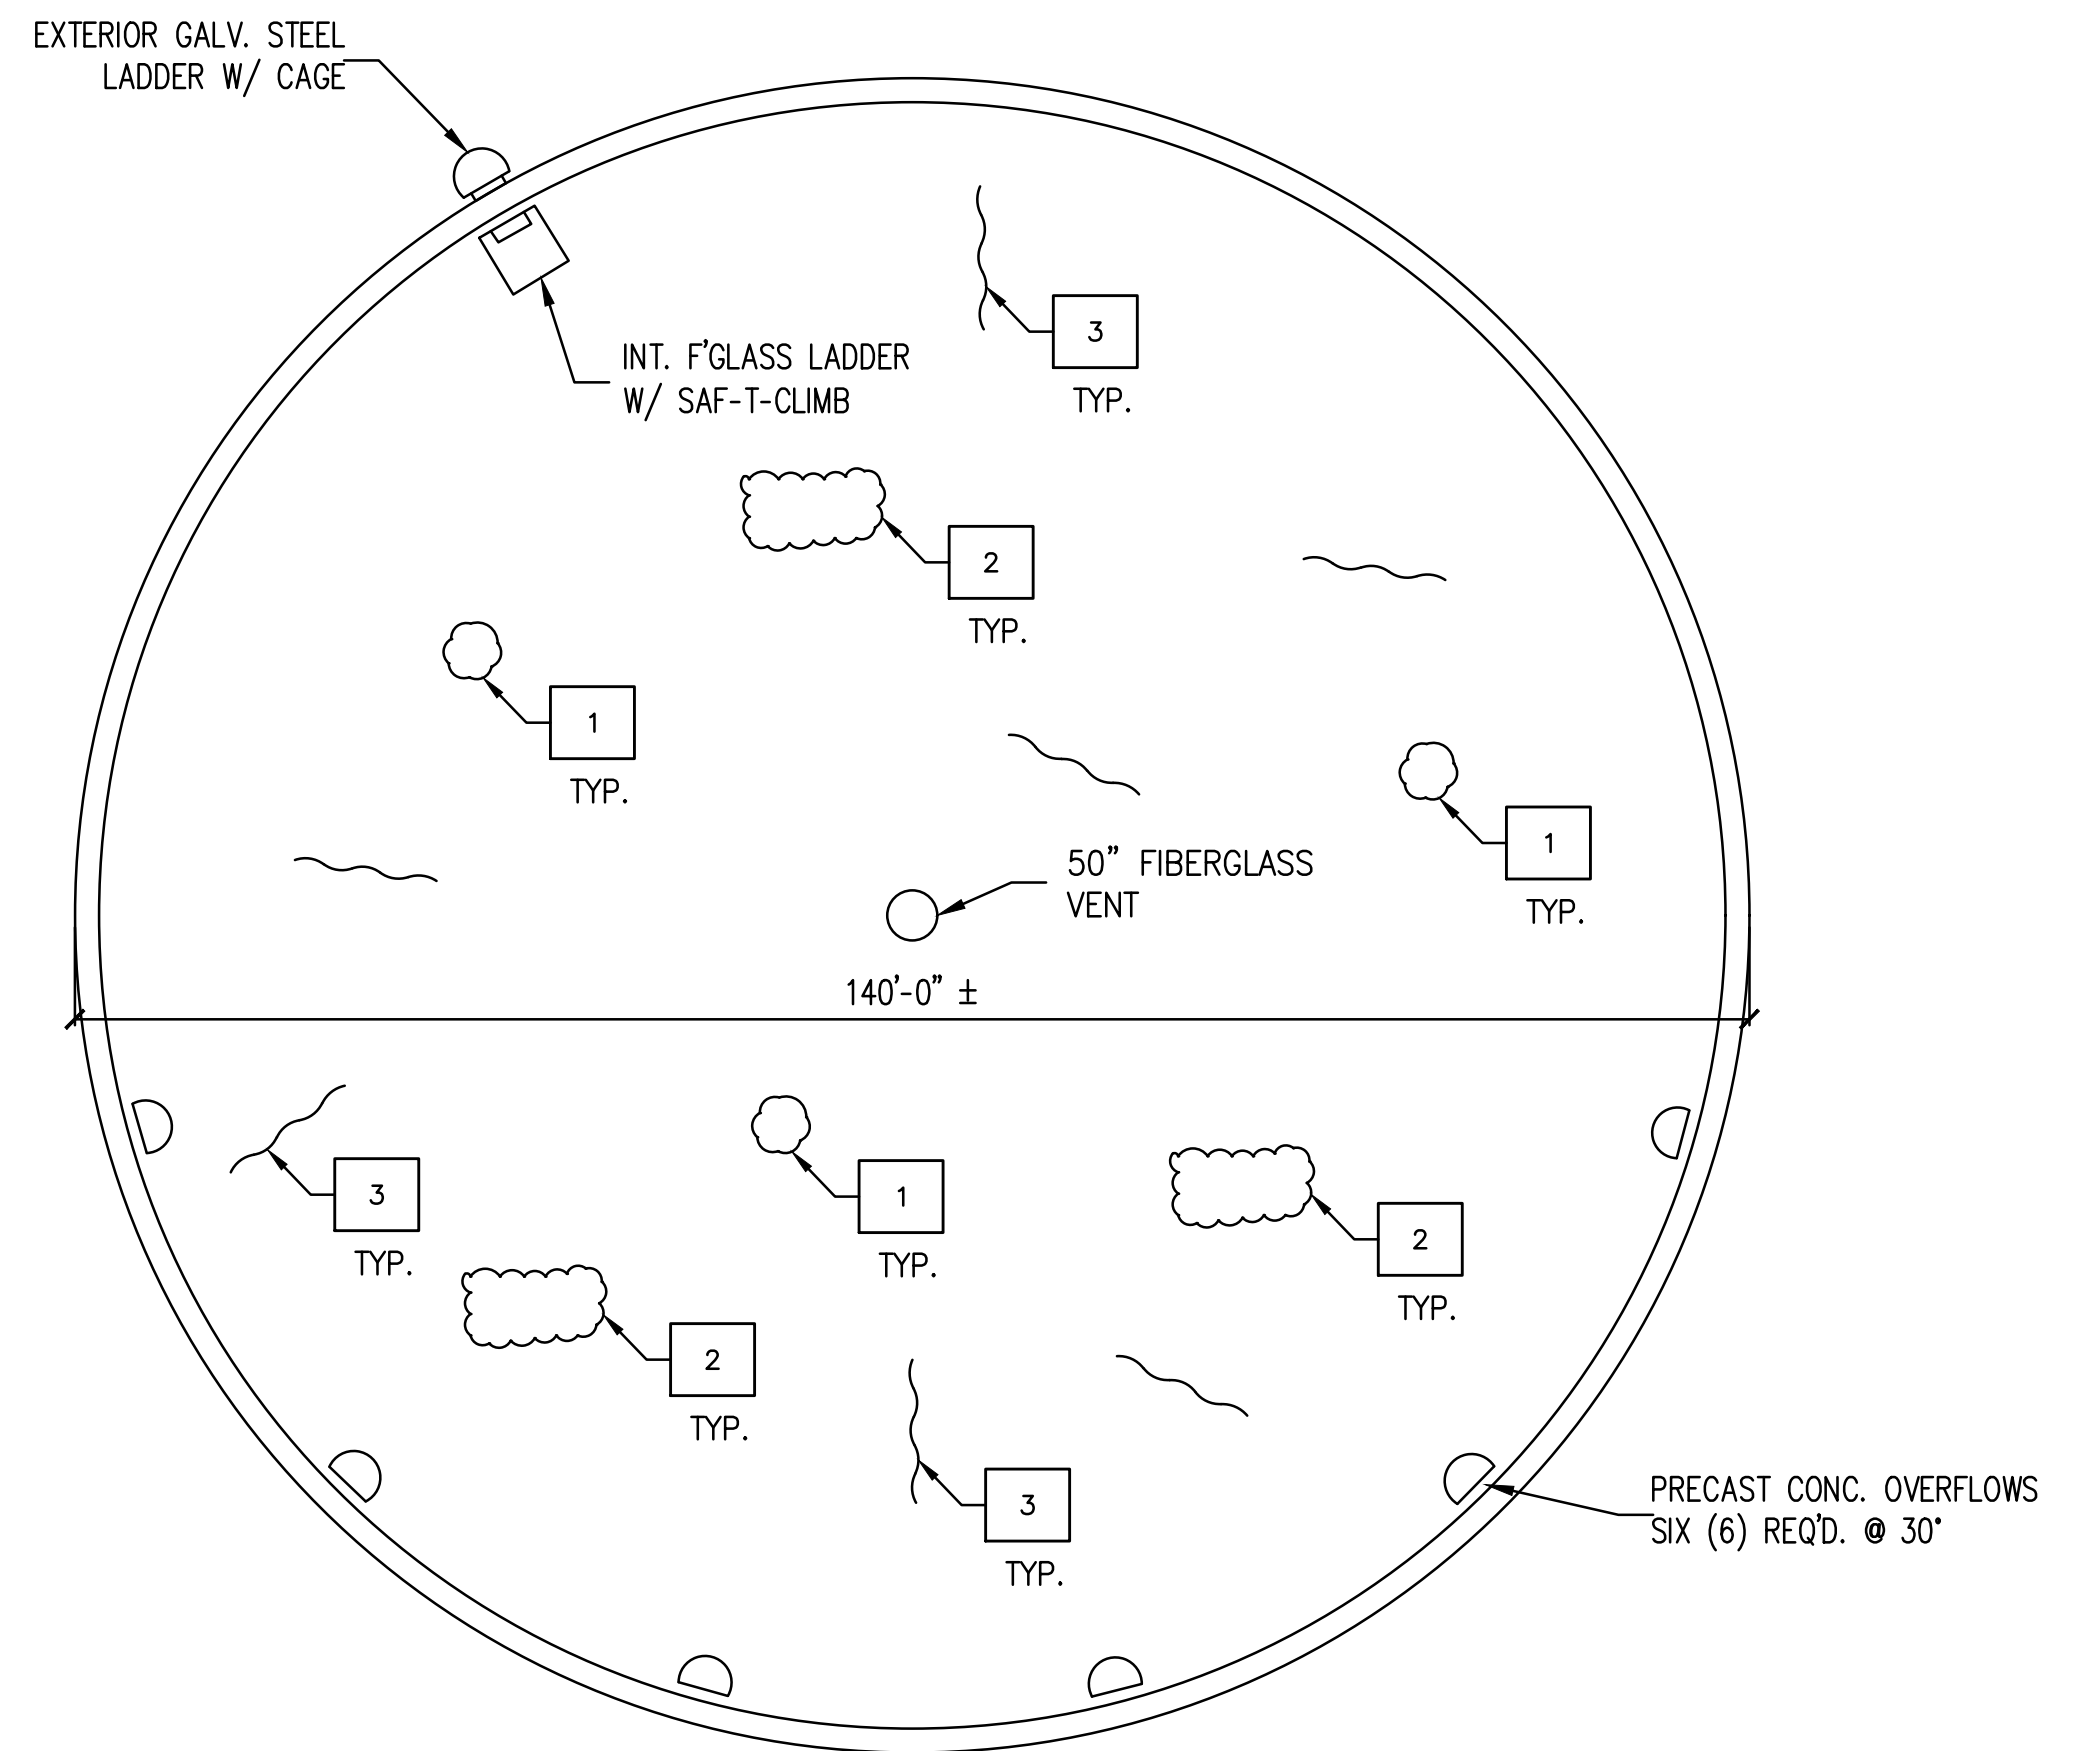 EXTERIOR GALV. STEEL
LADDER W/ CAGE
INT. F'GLASS LADDER
W/ SAF-T-CLIMB
3
TYP.
2
TYP.
1
TYP.
1
TYP.
50" FIBERGLASS
VENT
140'-0" ±
3
TYP.
1
TYP.
2
TYP.
2
TYP.
3
TYP.
PRECAST CONC. OVERFLOWS
SIX (6) REQ'D. @ 30°